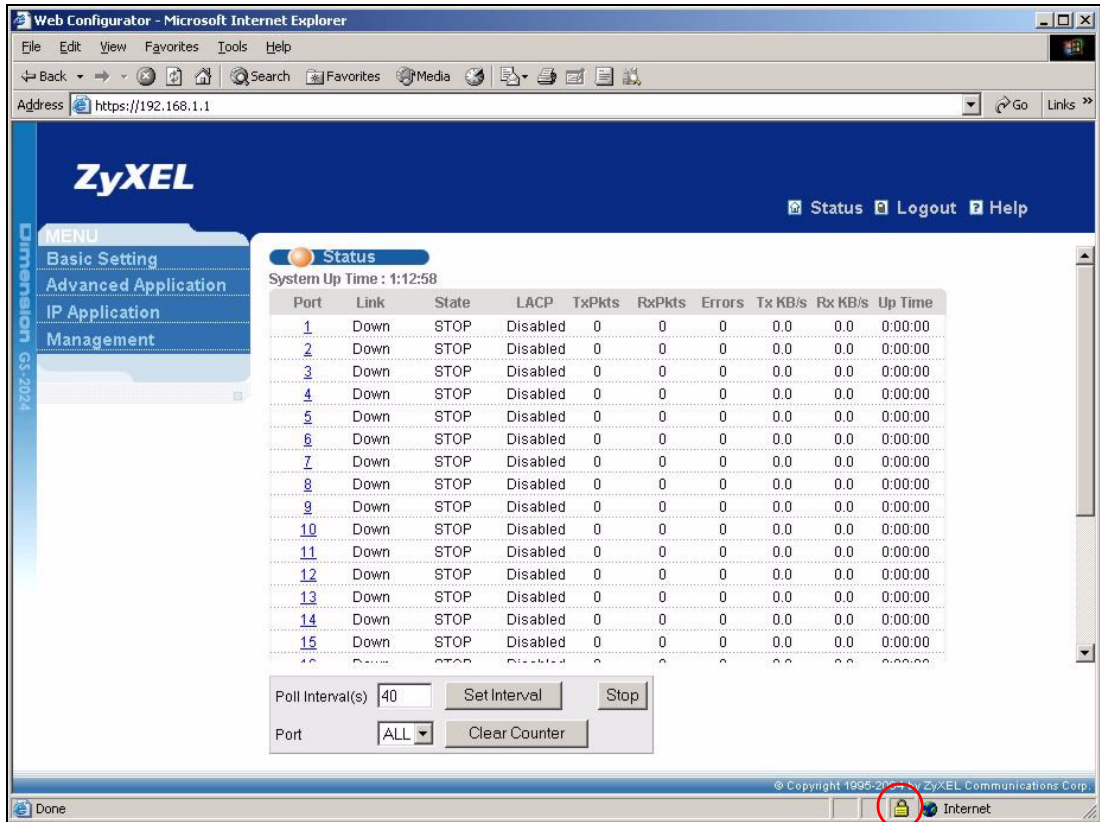 Web Configurator - Microsoft Internet Explorer
File Edit View Favorites Tools Help
Back Search Favorites Media
Address https://192.168.1.1 Go Links »
ZyXEL
Status Logout Help
Dimension GS-2024
MENU
Basic Setting
Advanced Application
IP Application
Management
Status
System Up Time : 1:12:58
Port Link State LACP TxPkts RxPkts Errors Tx KB/s Rx KB/s Up Time
1 Down STOP Disabled 0 0 0 0.0 0.0 0:00:00
2 Down STOP Disabled 0 0 0 0.0 0.0 0:00:00
3 Down STOP Disabled 0 0 0 0.0 0.0 0:00:00
4 Down STOP Disabled 0 0 0 0.0 0.0 0:00:00
5 Down STOP Disabled 0 0 0 0.0 0.0 0:00:00
6 Down STOP Disabled 0 0 0 0.0 0.0 0:00:00
7 Down STOP Disabled 0 0 0 0.0 0.0 0:00:00
8 Down STOP Disabled 0 0 0 0.0 0.0 0:00:00
9 Down STOP Disabled 0 0 0 0.0 0.0 0:00:00
10 Down STOP Disabled 0 0 0 0.0 0.0 0:00:00
11 Down STOP Disabled 0 0 0 0.0 0.0 0:00:00
12 Down STOP Disabled 0 0 0 0.0 0.0 0:00:00
13 Down STOP Disabled 0 0 0 0.0 0.0 0:00:00
14 Down STOP Disabled 0 0 0 0.0 0.0 0:00:00
15 Down STOP Disabled 0 0 0 0.0 0.0 0:00:00
Poll Interval(s) 40 Set Interval Stop
Port ALL Clear Counter
© Copyright 1995-2004 by ZyXEL Communications Corp.
Done Internet